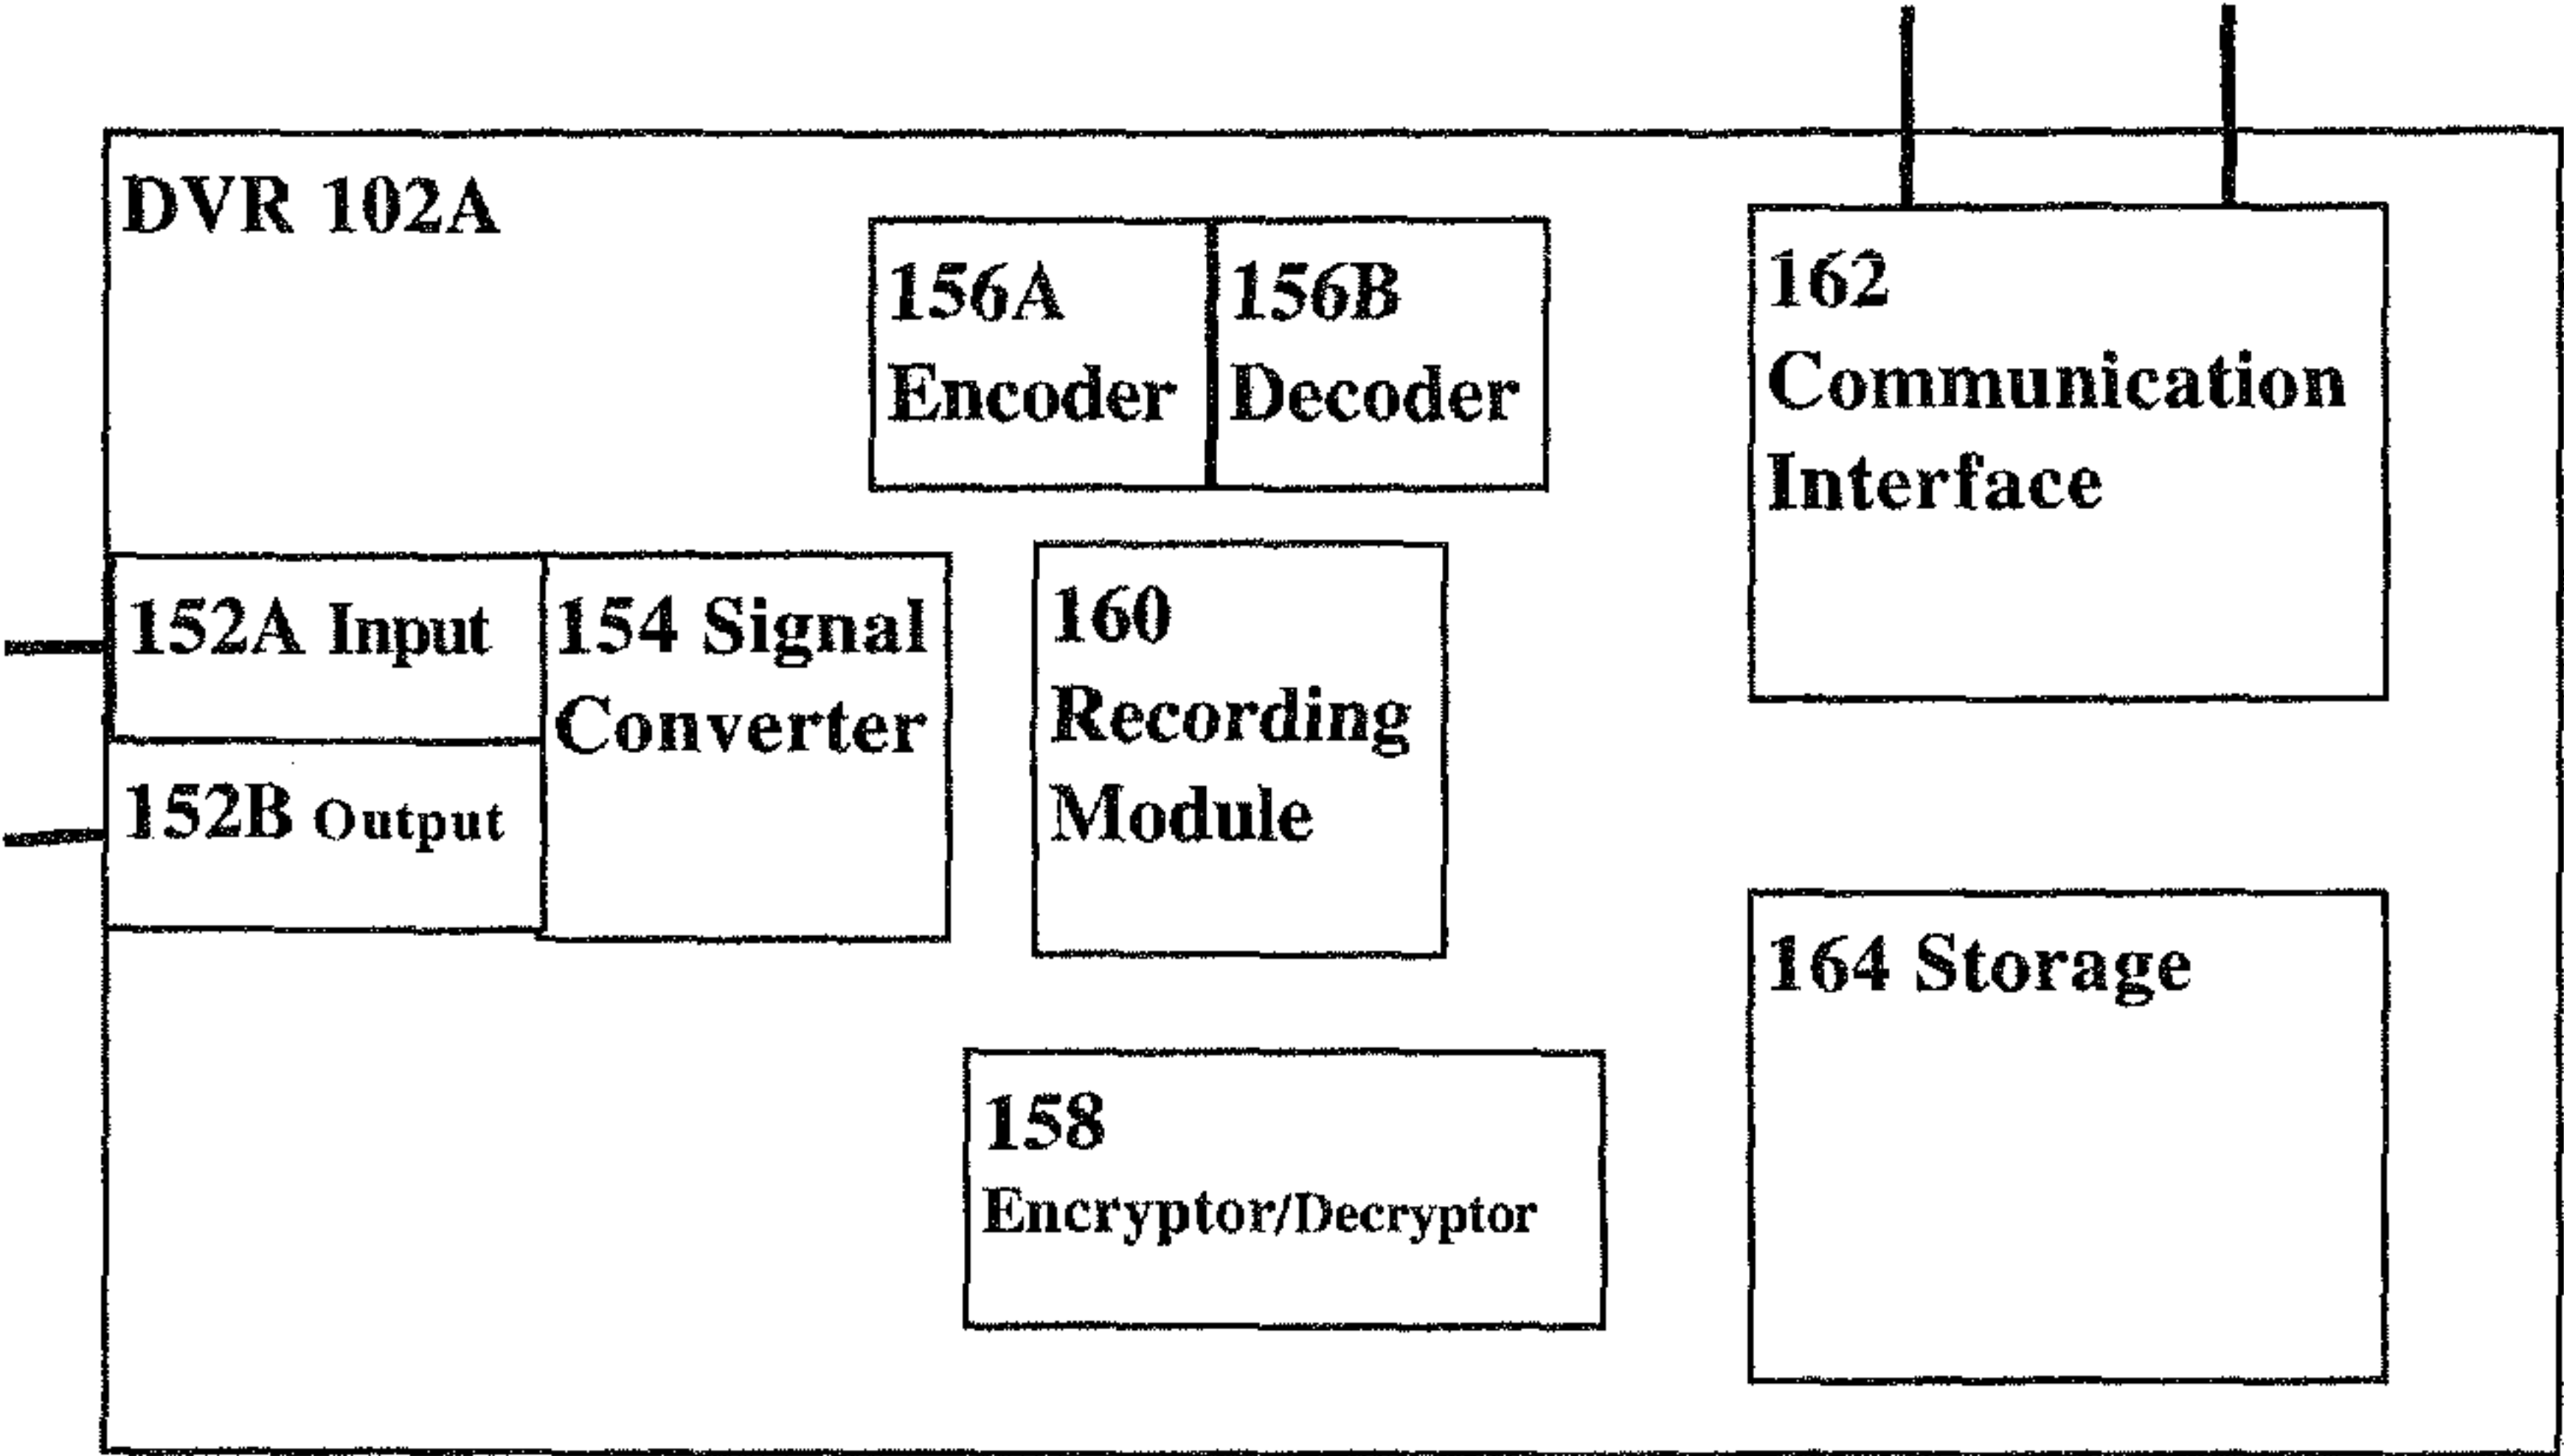 DVR 102A
156A
Encoder
156B
Decoder
162
Communication
Interface
152A Input
152B Output
154 Signal
Converter
160
Recording
Module
164 Storage
158
Encryptor/Decryptor